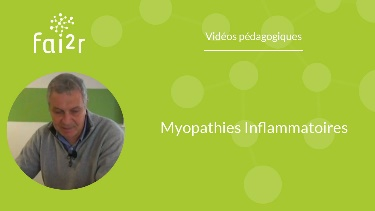 fai2r
Vidéos pédagogiques
Myopathies Inflammatoires